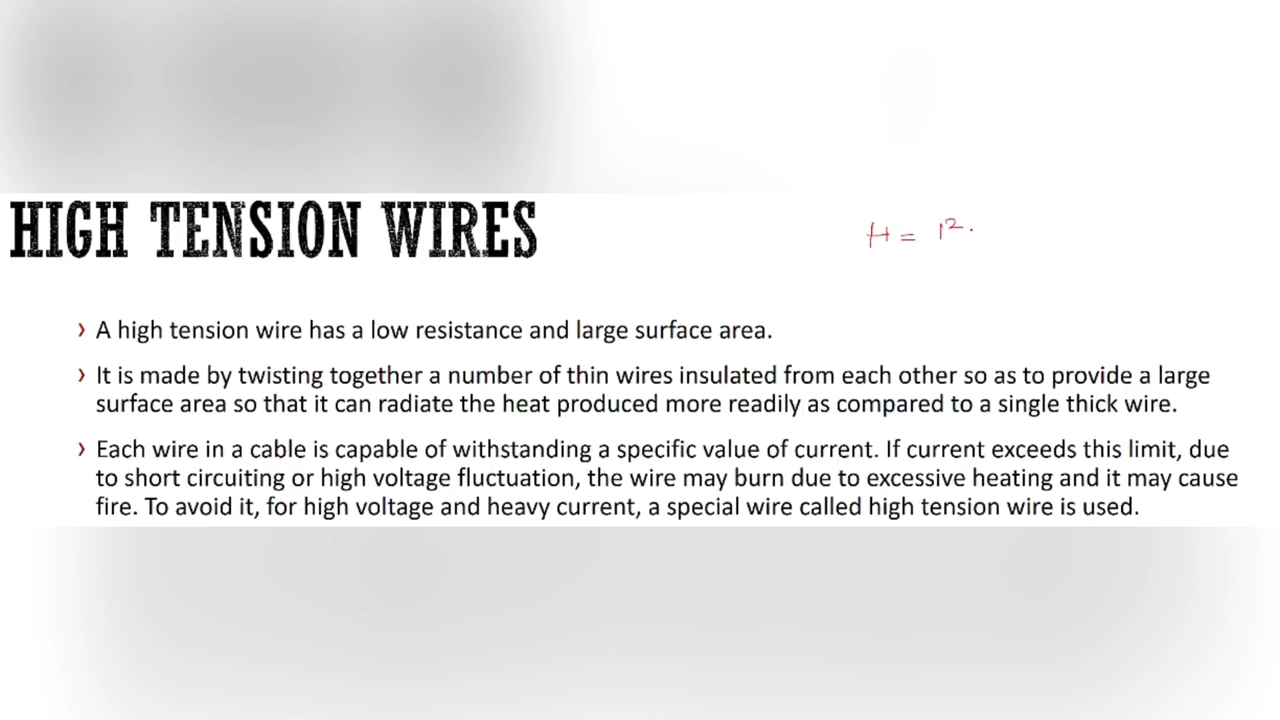 HIGH TENSION WIRES
H = I².
› A high tension wire has a low resistance and large surface area.
› It is made by twisting together a number of thin wires insulated from each other so as to provide a large
surface area so that it can radiate the heat produced more readily as compared to a single thick wire.
› Each wire in a cable is capable of withstanding a specific value of current. If current exceeds this limit, due
to short circuiting or high voltage fluctuation, the wire may burn due to excessive heating and it may cause
fire. To avoid it, for high voltage and heavy current, a special wire called high tension wire is used.